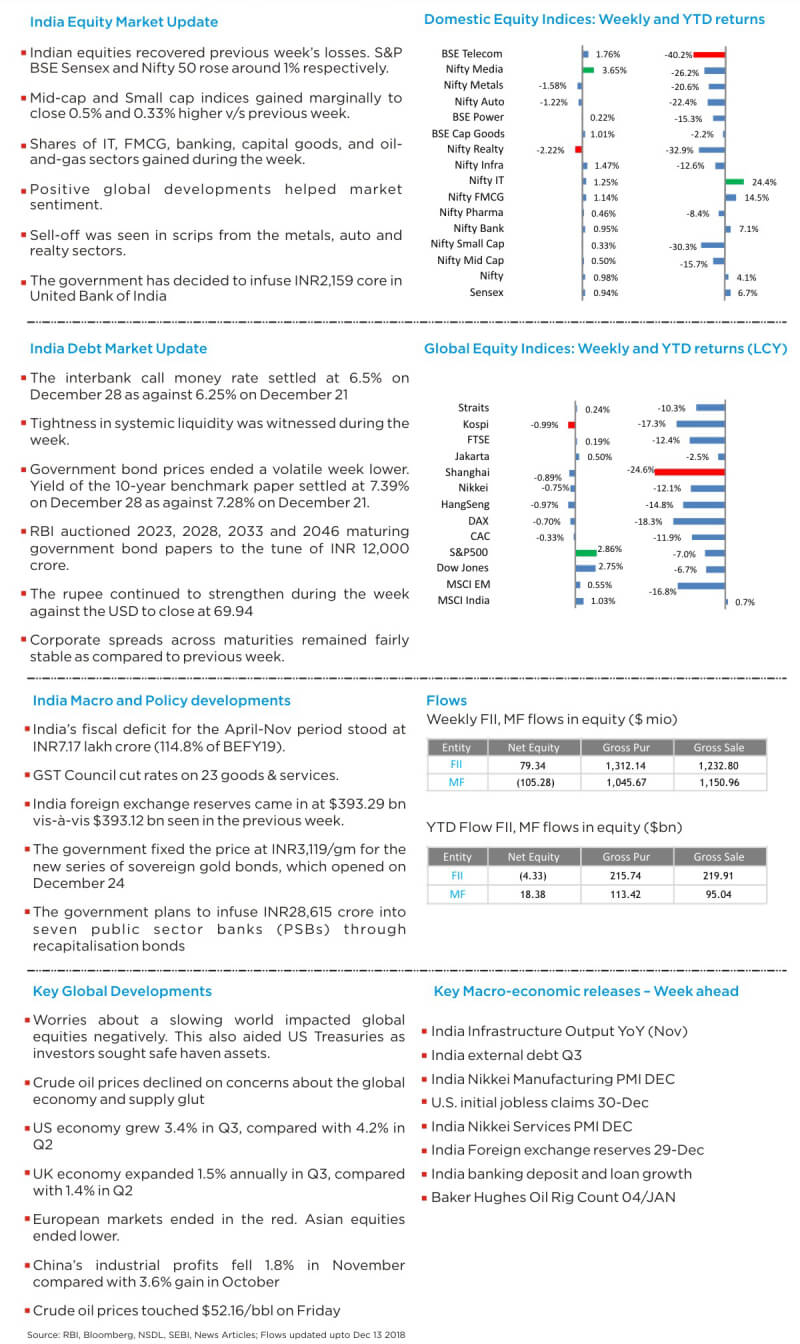 India Equity Market Update
Indian equities recovered previous week's losses. S&P
BSE Sensex and Nifty 50 rose around 1% respectively.
Mid-cap and Small cap indices gained marginally to
close 0.5% and 0.33% higher v/s previous week.
Shares of IT, FMCG, banking, capital goods, and oil-
and-gas sectors gained during the week.
Positive global developments helped market
sentiment.
Sell-off was seen in scrips from the metals, auto and
realty sectors.
The government has decided to infuse INR2,159 core in
United Bank of India
Domestic Equity Indices: Weekly and YTD returns
BSE Telecom 1.76% -40.2%
Nifty Media 3.65% -26.2%
Nifty Metals -1.58% -20.6%
Nifty Auto -1.22% -22.4%
BSE Power 0.22% -15.3%
BSE Cap Goods 1.01% -2.2%
Nifty Realty -2.22% -32.9%
Nifty Infra 1.47% -12.6%
Nifty IT 1.25% 24.4%
Nifty FMCG 1.14% 14.5%
Nifty Pharma 0.46% -8.4%
Nifty Bank 0.95% 7.1%
Nifty Small Cap 0.33% -30.3%
Nifty Mid Cap 0.50% -15.7%
Nifty 0.98% 4.1%
Sensex 0.94% 6.7%
India Debt Market Update
The interbank call money rate settled at 6.5% on
December 28 as against 6.25% on December 21
Tightness in systemic liquidity was witnessed during the
week.
Government bond prices ended a volatile week lower.
Yield of the 10-year benchmark paper settled at 7.39%
on December 28 as against 7.28% on December 21.
RBI auctioned 2023, 2028, 2033 and 2046 maturing
government bond papers to the tune of INR 12,000
crore.
The rupee continued to strengthen during the week
against the USD to close at 69.94
Corporate spreads across maturities remained fairly
stable as compared to previous week.
Global Equity Indices: Weekly and YTD returns (LCY)
Straits 0.24% -10.3%
Kospi -0.99% -17.3%
FTSE 0.19% -12.4%
Jakarta 0.50% -2.5%
Shanghai -0.89% -24.6%
Nikkei -0.75% -12.1%
HangSeng -0.97% -14.8%
DAX -0.70% -18.3%
CAC -0.33% -11.9%
S&P500 2.86% -7.0%
Dow Jones 2.75% -6.7%
MSCI EM 0.55% -16.8%
MSCI India 1.03% 0.7%
India Macro and Policy developments
India's fiscal deficit for the April-Nov period stood at
INR7.17 lakh crore (114.8% of BEFY19).
GST Council cut rates on 23 goods & services.
India foreign exchange reserves came in at $393.29 bn
vis-à-vis $393.12 bn seen in the previous week.
The government fixed the price at INR3,119/gm for the
new series of sovereign gold bonds, which opened on
December 24
The government plans to infuse INR28,615 crore into
seven public sector banks (PSBs) through
recapitalisation bonds
Flows
Weekly FII, MF flows in equity ($ mio)
Entity Net Equity Gross Pur Gross Sale
FII 79.34 1,312.14 1,232.80
MF (105.28) 1,045.67 1,150.96
YTD Flow FII, MF flows in equity ($bn)
Entity Net Equity Gross Pur Gross Sale
FII (4.33) 215.74 219.91
MF 18.38 113.42 95.04
Key Global Developments
Worries about a slowing world impacted global
equities negatively. This also aided US Treasuries as
investors sought safe haven assets.
Crude oil prices declined on concerns about the global
economy and supply glut
US economy grew 3.4% in Q3, compared with 4.2% in
Q2
UK economy expanded 1.5% annually in Q3, compared
with 1.4% in Q2
European markets ended in the red. Asian equities
ended lower.
China's industrial profits fell 1.8% in November
compared with 3.6% gain in October
Crude oil prices touched $52.16/bbl on Friday
Key Macro-economic releases – Week ahead
India Infrastructure Output YoY (Nov)
India external debt Q3
India Nikkei Manufacturing PMI DEC
U.S. initial jobless claims 30-Dec
India Nikkei Services PMI DEC
India Foreign exchange reserves 29-Dec
India banking deposit and loan growth
Baker Hughes Oil Rig Count 04/JAN
Source: RBI, Bloomberg, NSDL, SEBI, News Articles; Flows updated upto Dec 13 2018